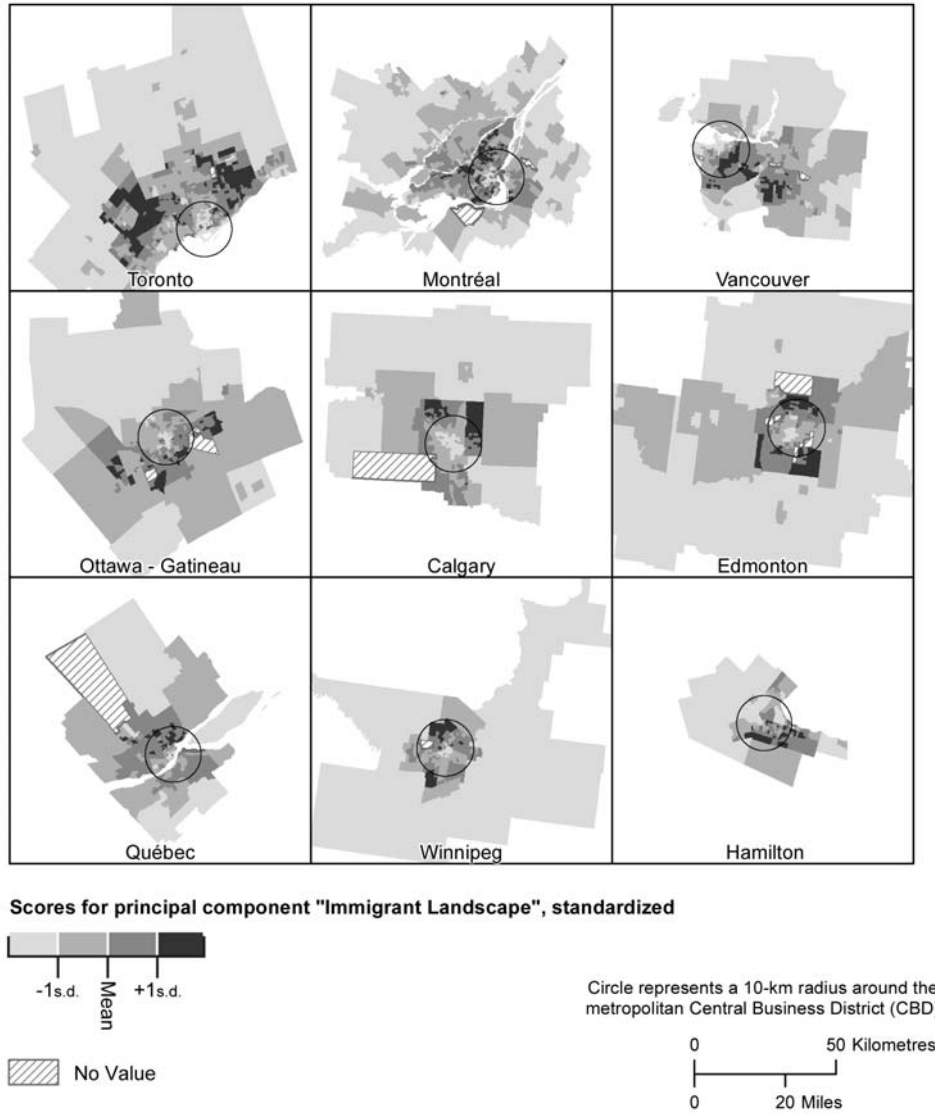 Toronto
Montréal
Vancouver
Ottawa - Gatineau
Calgary
Edmonton
Québec
Winnipeg
Hamilton
Scores for principal component "Immigrant Landscape", standardized
-1s.d.
Mean
+1s.d.
No Value
Circle represents a 10-km radius around the
metropolitan Central Business District (CBD)
0 50 Kilometres
0 20 Miles